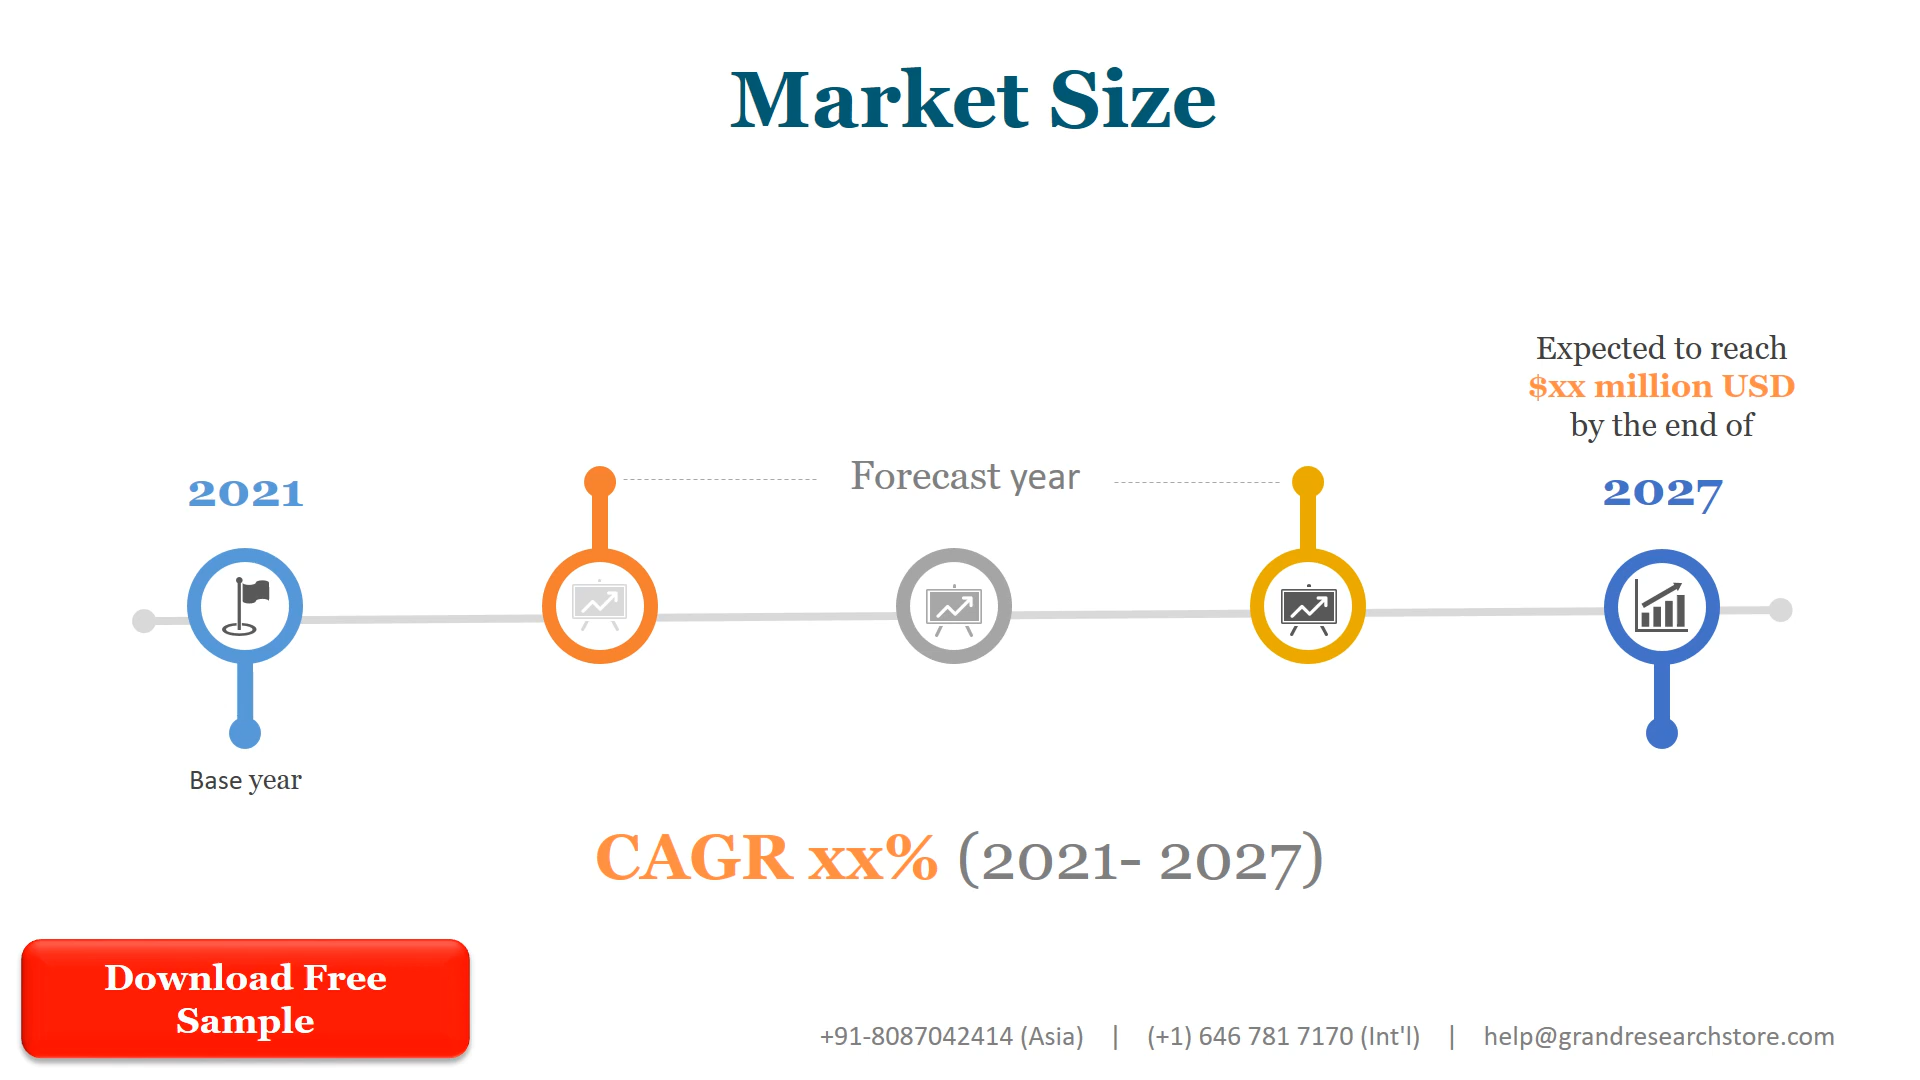 Market Size
Expected to reach
$xx million USD
by the end of
2021
Forecast year
2027
Base year
CAGR xx% (2021- 2027)
Download Free
Sample
+91-8087042414 (Asia) | (+1) 646 781 7170 (Int'l) | help@grandresearchstore.com